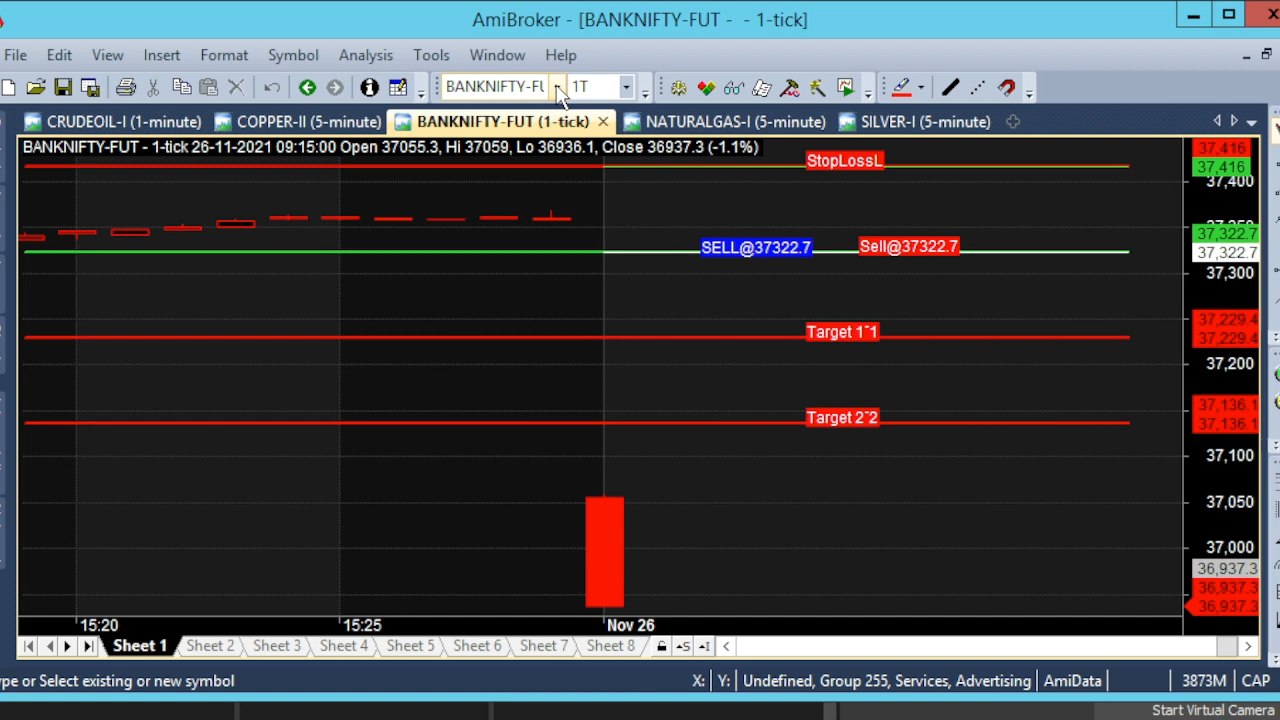 AmiBroker - [BANKNIFTY-FUT - - 1-tick]
File Edit View Insert Format Symbol Analysis Tools Window Help
BANKNIFTY-FU 1T
CRUDEOIL-I (1-minute) COPPER-II (5-minute) BANKNIFTY-FUT (1-tick) NATURALGAS-I (5-minute) SILVER-I (5-minute)
BANKNIFTY-FUT - 1-tick 26-11-2021 09:15:00 Open 37055.3, Hi 37059, Lo 36936.1, Close 36937.3 (-1.1%)
37,416
StopLossL
37,416
37,400
37,322.7
SELL@37322.7 Sell@37322.7
37,322.7
37,300
37,229.4
Target 1~1
37,229.4
37,200
37,136.1
Target 2~2
37,136.1
37,100
37,050
37,000
36,937.3
36,937.3
36,937.3
15:20 15:25 Nov 26
Sheet 1 Sheet 2 Sheet 3 Sheet 4 Sheet 5 Sheet 6 Sheet 7 Sheet 8
ype or Select existing or new symbol X: Y: Undefined, Group 255, Services, Advertising AmiData 3873M CAP
Start Virtual Camera